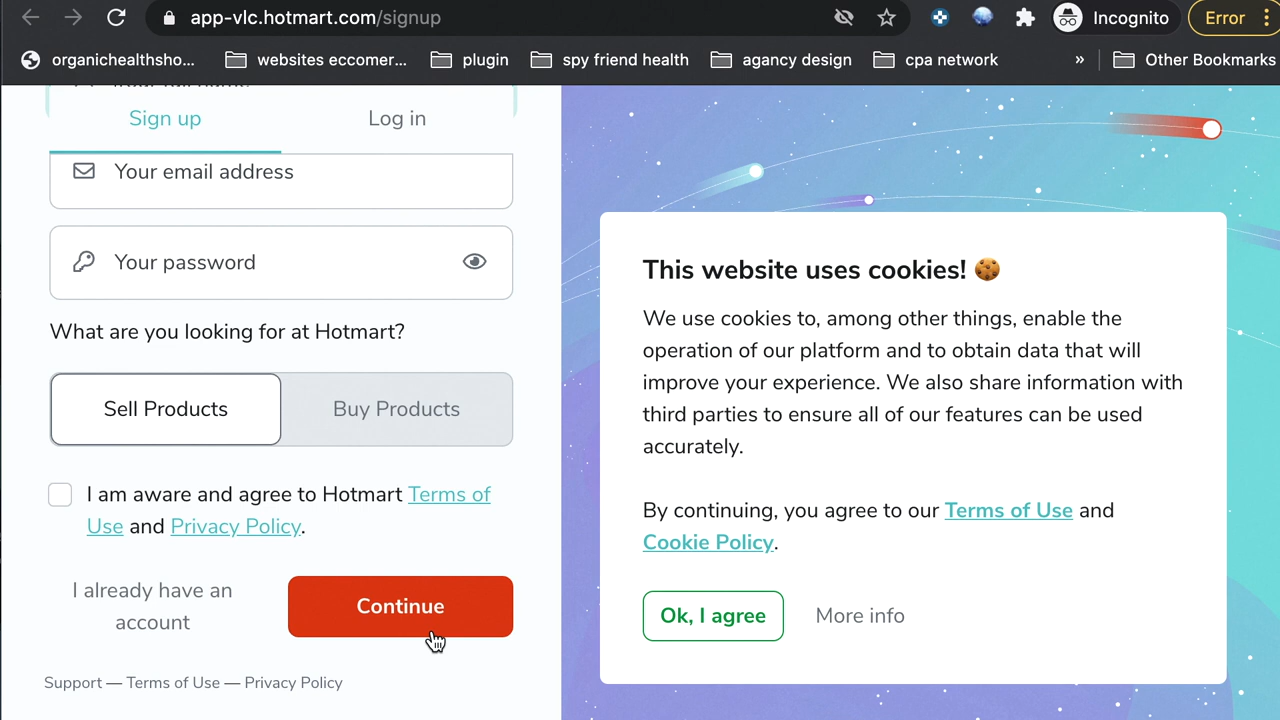 app-vlc.hotmart.com/signup
Incognito
Error
organichealthsho...
websites eccomer...
plugin
spy friend health
agancy design
cpa network
»
Other Bookmarks
Sign up
Log in
Your email address
Your password
What are you looking for at Hotmart?
Sell Products
Buy Products
I am aware and agree to Hotmart Terms of
Use and Privacy Policy.
I already have an
account
Continue
Support — Terms of Use — Privacy Policy
This website uses cookies! 🍪
We use cookies to, among other things, enable the
operation of our platform and to obtain data that will
improve your experience. We also share information with
third parties to ensure all of our features can be used
accurately.
By continuing, you agree to our Terms of Use and
Cookie Policy.
Ok, I agree
More info